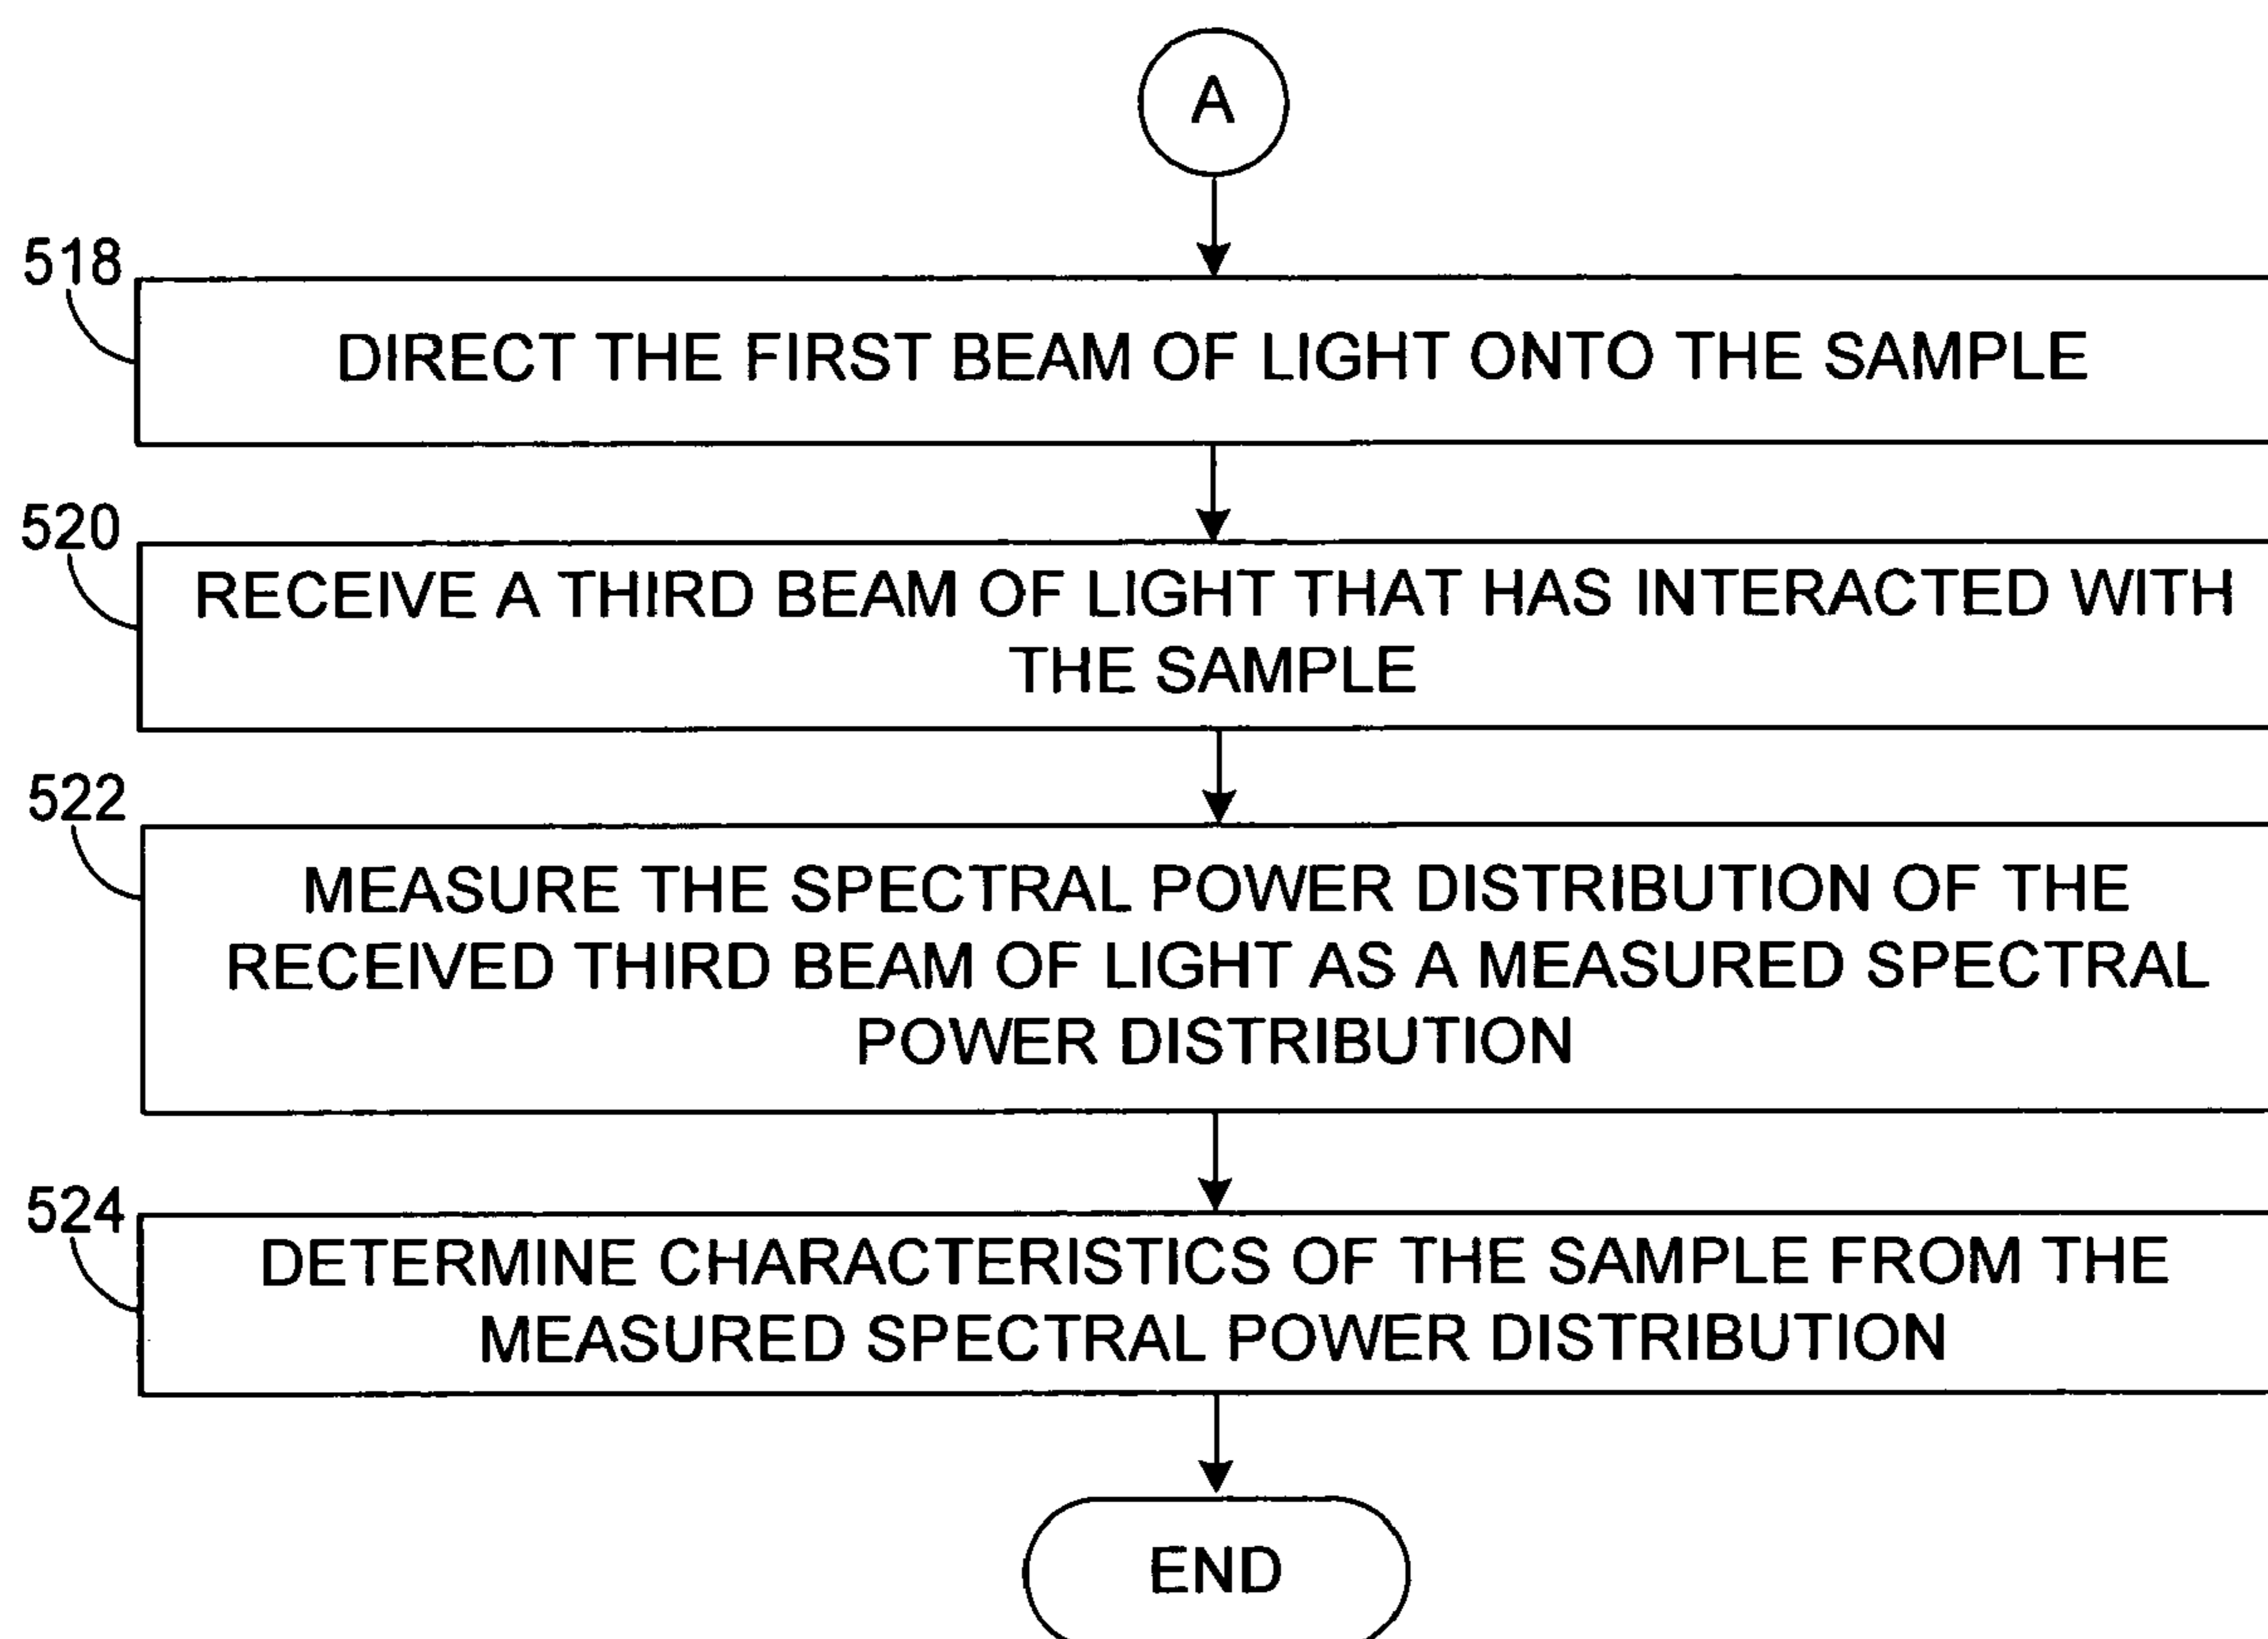 A
518
DIRECT THE FIRST BEAM OF LIGHT ONTO THE SAMPLE
520
RECEIVE A THIRD BEAM OF LIGHT THAT HAS INTERACTED WITH
THE SAMPLE
522
MEASURE THE SPECTRAL POWER DISTRIBUTION OF THE
RECEIVED THIRD BEAM OF LIGHT AS A MEASURED SPECTRAL
POWER DISTRIBUTION
524
DETERMINE CHARACTERISTICS OF THE SAMPLE FROM THE
MEASURED SPECTRAL POWER DISTRIBUTION
END